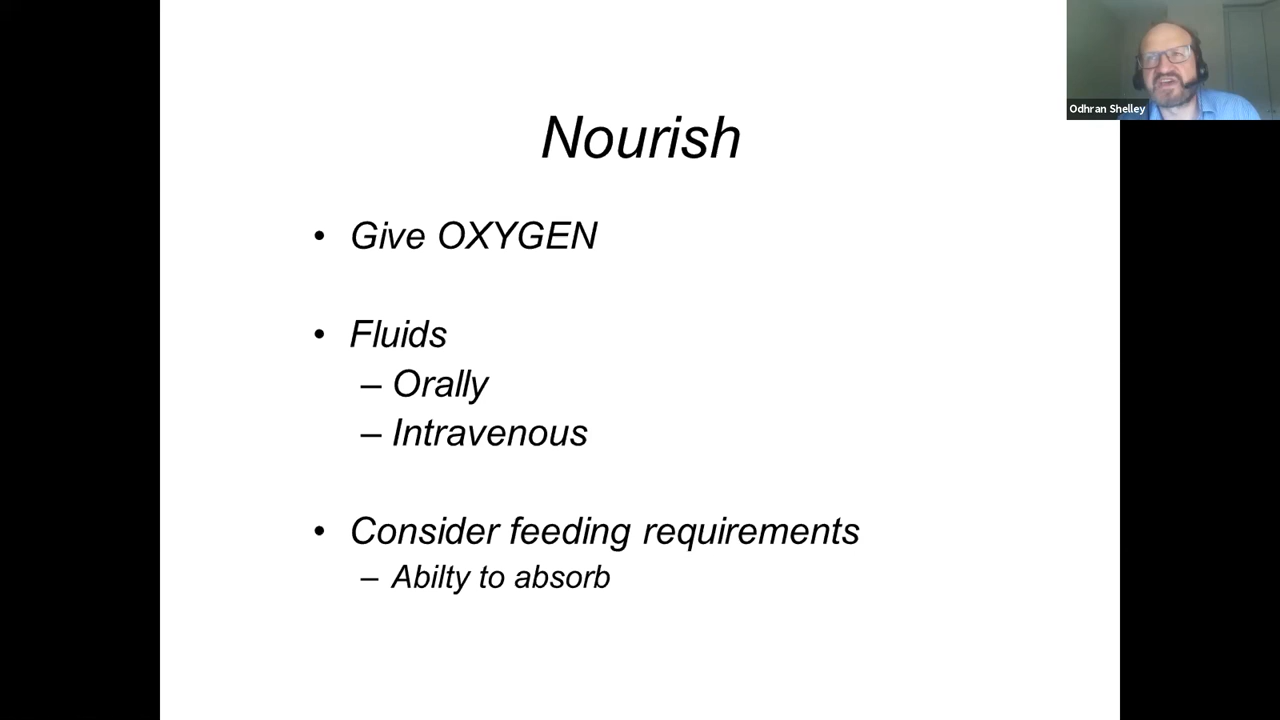 Odhran Shelley
Nourish
• Give OXYGEN
• Fluids
– Orally
– Intravenous
• Consider feeding requirements
– Abilty to absorb